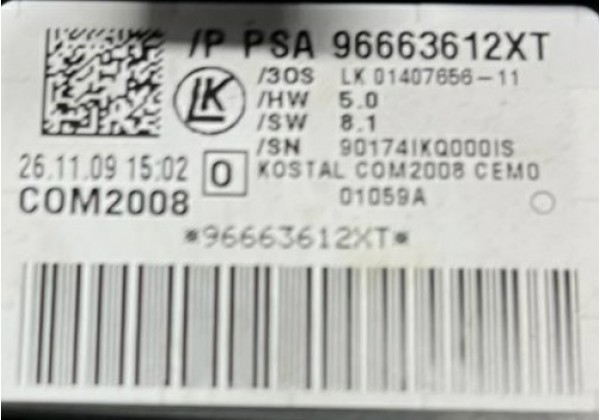 /P PSA 96663612XT
/3OS LK 01407656-11
LK
/HW 5.0
/SW 8.1
/SN 90174IKQ000IS
26.11.09 15:02 0 KOSTAL COM2008 CEM0
COM2008 01059A
*96663612XT*